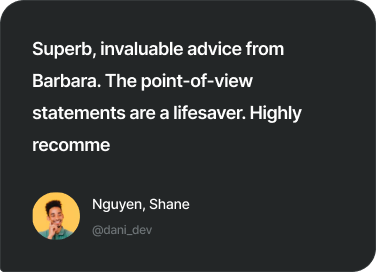 Superb, invaluable advice from
Barbara. The point-of-view
statements are a lifesaver. Highly
recomme
Nguyen, Shane
@dani_dev